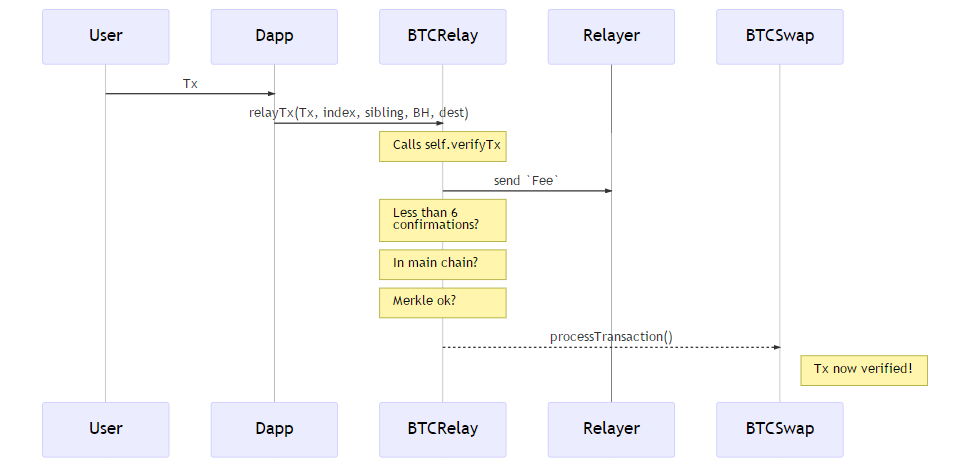 User
Dapp
BTCRelay
Relayer
BTCSwap
Tx
relayTx(Tx, index, sibling, BH, dest)
Calls self.verifyTx
send `Fee`
Less than 6
confirmations?
In main chain?
Merkle ok?
processTransaction()
Tx now verified!
User
Dapp
BTCRelay
Relayer
BTCSwap